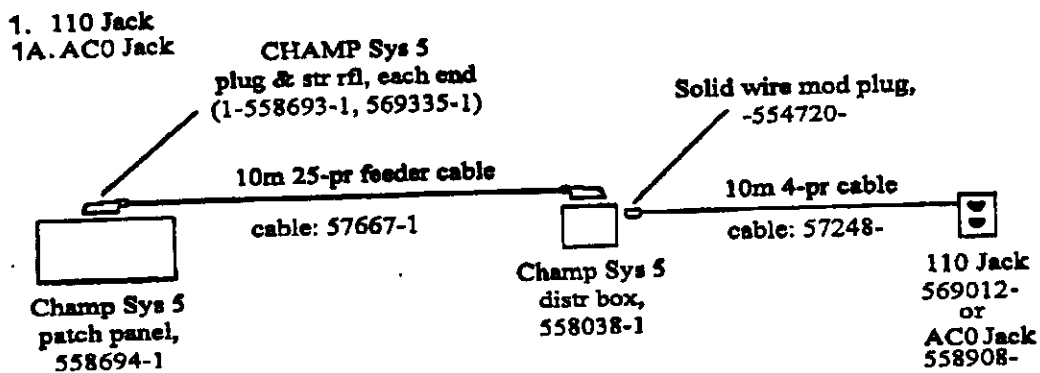 1. 110 Jack
1A. AC0 Jack
CHAMP Sys 5
plug & str rfl, each end
(1-558693-1, 569335-1)
Solid wire mod plug,
-554720-
10m 25-pr feeder cable
cable: 57667-1
10m 4-pr cable
cable: 57248-
Champ Sys 5
patch panel,
558694-1
Champ Sys 5
distr box,
558038-1
110 Jack
569012-
or
AC0 Jack
558908-